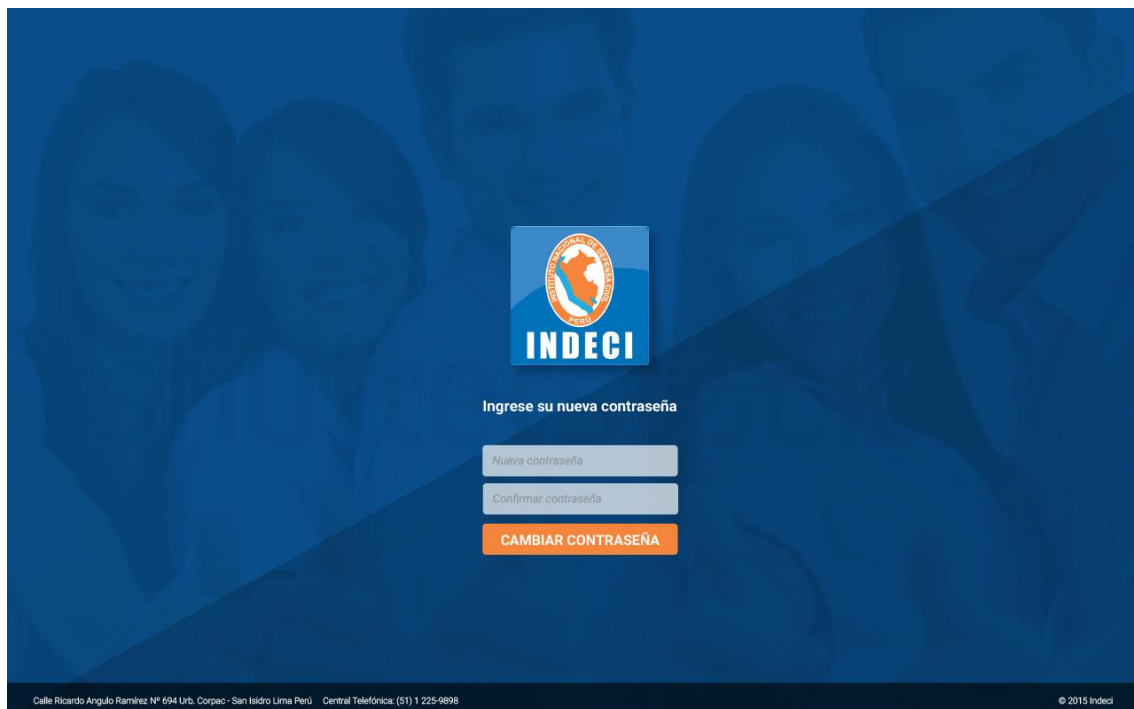 INSTITUTO NACIONAL DE DEFENSA CIVIL
PERÚ
INDECI
Ingrese su nueva contraseña
Nueva contraseña
Confirmar contraseña
CAMBIAR CONTRASEÑA
Calle Ricardo Angulo Ramírez Nº 694 Urb. Corpac - San Isidro Lima Perú Central Telefónica: (51) 1 225-9898
© 2015 Indeci